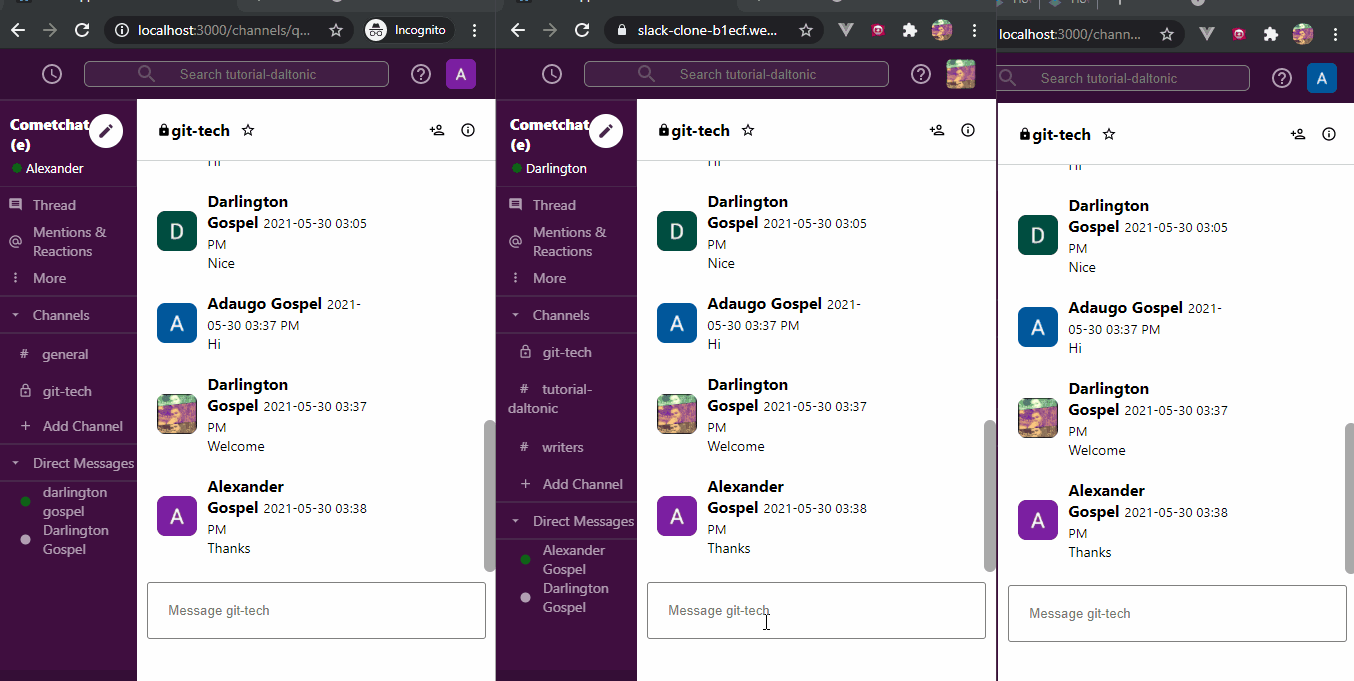 localhost:3000/channels/q...
Incognito
Search tutorial-daltonic
A
Cometchat
(e)
Alexander
Thread
@ Mentions &
Reactions
More
Channels
# general
git-tech
+ Add Channel
Direct Messages
darlington
gospel
Darlington
Gospel
git-tech
Hi
Darlington
D
Gospel 2021-05-30 03:05
PM
Nice
Adaugo Gospel 2021-
A
05-30 03:37 PM
Hi
Darlington
Gospel 2021-05-30 03:37
PM
Welcome
Alexander
A
Gospel 2021-05-30 03:38
PM
Thanks
Message git-tech
slack-clone-b1ecf.we...
Search tutorial-daltonic
Cometchat
(e)
Darlington
Thread
@ Mentions &
Reactions
More
Channels
git-tech
# tutorial-
daltonic
# writers
+ Add Channel
Direct Messages
Alexander
Gospel
Darlington
Gospel
git-tech
Hi
Darlington
D
Gospel 2021-05-30 03:05
PM
Nice
Adaugo Gospel 2021-
A
05-30 03:37 PM
Hi
Darlington
Gospel 2021-05-30 03:37
PM
Welcome
Alexander
A
Gospel 2021-05-30 03:38
PM
Thanks
Message git-tech
localhost:3000/chann...
Search tutorial-daltonic
A
git-tech
Hi
Darlington
D
Gospel 2021-05-30 03:05
PM
Nice
Adaugo Gospel 2021-
A
05-30 03:37 PM
Hi
Darlington
Gospel 2021-05-30 03:37
PM
Welcome
Alexander
A
Gospel 2021-05-30 03:38
PM
Thanks
Message git-tech